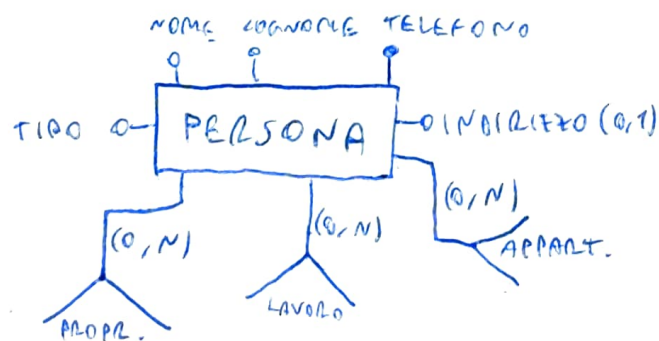 NOME COGNOME TELEFONO
TIPO PERSONA INDIRIZZO (0,1)
(0,N) (0,N) (0,N)
APPART.
LAVORO
PROPR.